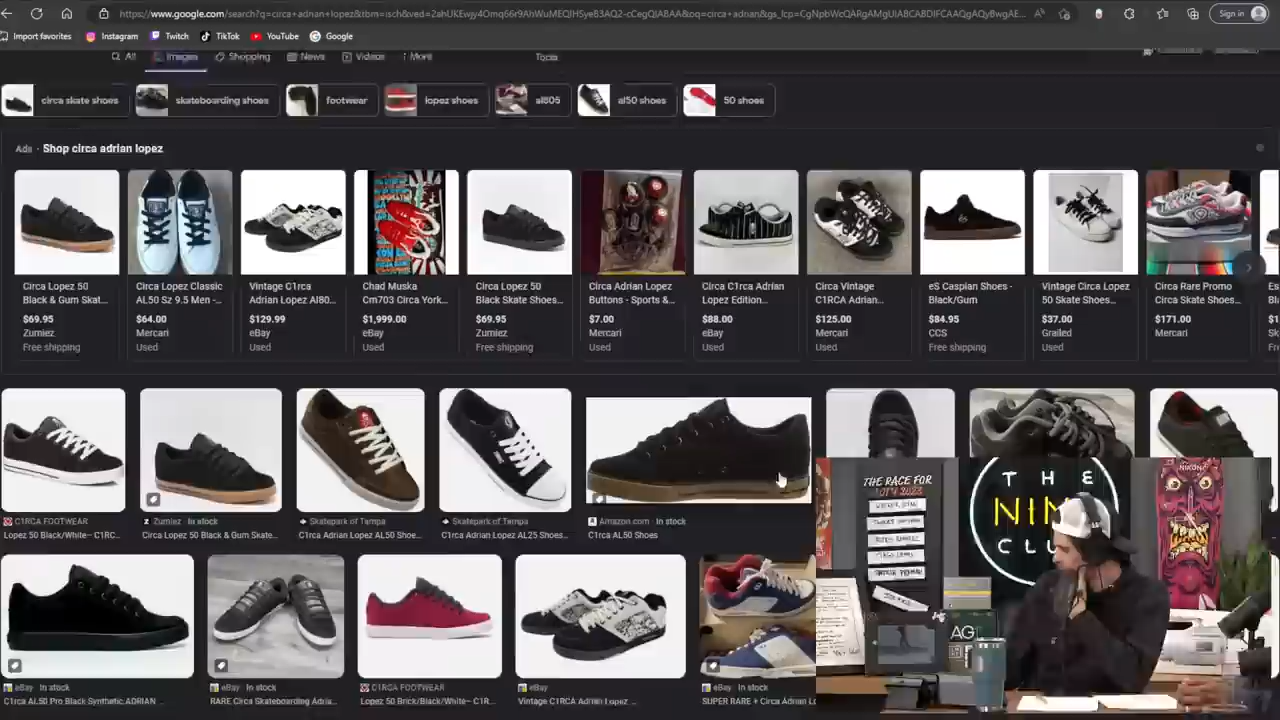 https://www.google.com/search?q=circa+adrian+lopez&tbm=isch&ved=
Sign in
Import favorites
Instagram
Twitch
TikTok
YouTube
Google
All
Images
Shopping
News
Videos
More
Tools
circa skate shoes
skateboarding shoes
footwear
lopez shoes
al805
al50 shoes
50 shoes
Ads · Shop circa adrian lopez
Circa Lopez 50
Black & Gum Skat...
$69.95
Zumiez
Free shipping
Circa Lopez Classic
AL50 Sz 9.5 Men -...
$64.00
Mercari
Used
Vintage C1rca
Adrian Lopez Al80...
$129.99
eBay
Used
Chad Muska
Cm703 Circa York...
$1,999.00
eBay
Used
Circa Lopez 50
Black Skate Shoes...
$69.95
Zumiez
Free shipping
Circa Adrian Lopez
Buttons - Sports &...
$7.00
Mercari
Used
Circa C1rca Adrian
Lopez Edition...
$88.00
eBay
Used
Circa Vintage
C1RCA Adrian...
$125.00
Mercari
Used
eS Caspian Shoes -
Black/Gum
$84.95
CCS
Free shipping
Vintage Circa Lopez
50 Skate Shoes...
$37.00
Grailed
Used
Circa Rare Promo
Circa Skate Shoes...
$171.00
Mercari
C1RCA FOOTWEAR
Lopez 50 Black/White– C1RC...
Zumiez In stock
Circa Lopez 50 Black & Gum Skate...
Skatepark of Tampa
C1rca Adrian Lopez AL50 Shoe...
Skatepark of Tampa
C1rca Adrian Lopez AL25 Shoes...
Amazon.com · In stock
C1rca AL50 Shoes
eBay · In stock
C1rca AL50 Pro Black Synthetic ADRIAN ...
eBay · In stock
RARE Circa Skateboarding Adria...
C1RCA FOOTWEAR
Lopez 50 Brick/Black/White– C1R...
eBay
Vintage C1RCA Adrian Lopez ...
eBay · In stock
SUPER RARE + Circa Adrian Lo
THE RACE FOR
THE
NIN
CLU
NIKON
AG